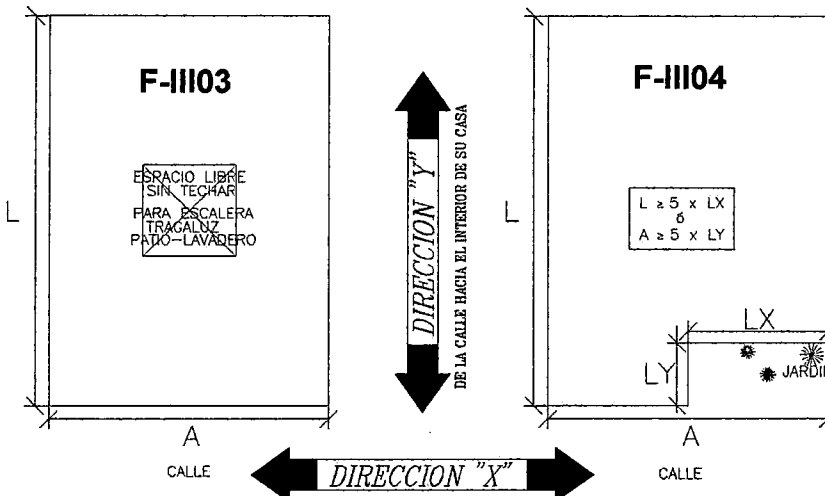 F-III03
ESPACIO LIBRE
SIN TECHAR
PARA ESCALERA
TRAGALUZ
PATIO-LAVADERO
L
A
CALLE
DIRECCION "Y"
DE LA CALLE HACIA EL INTERIOR DE SU CASA
DIRECCION "X"
F-III04
L
L ≥ 5 x LX
ó
A ≥ 5 x LY
LX
LY
JARDI
A
CALLE